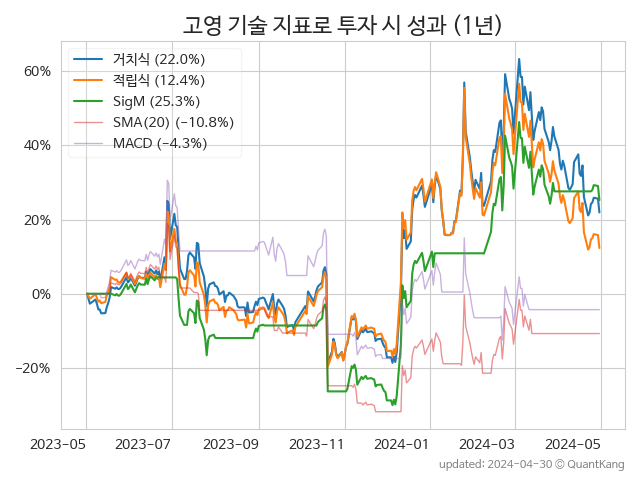 고영 기술 지표로 투자 시 성과 (1년)
거치식 (22.0%)
적립식 (12.4%)
SigM (25.3%)
SMA(20) (−10.8%)
MACD (−4.3%)
60%
40%
20%
0%
−20%
2023-05 2023-07 2023-09 2023-11 2024-01 2024-03 2024-05
updated: 2024-04-30 © QuantKang